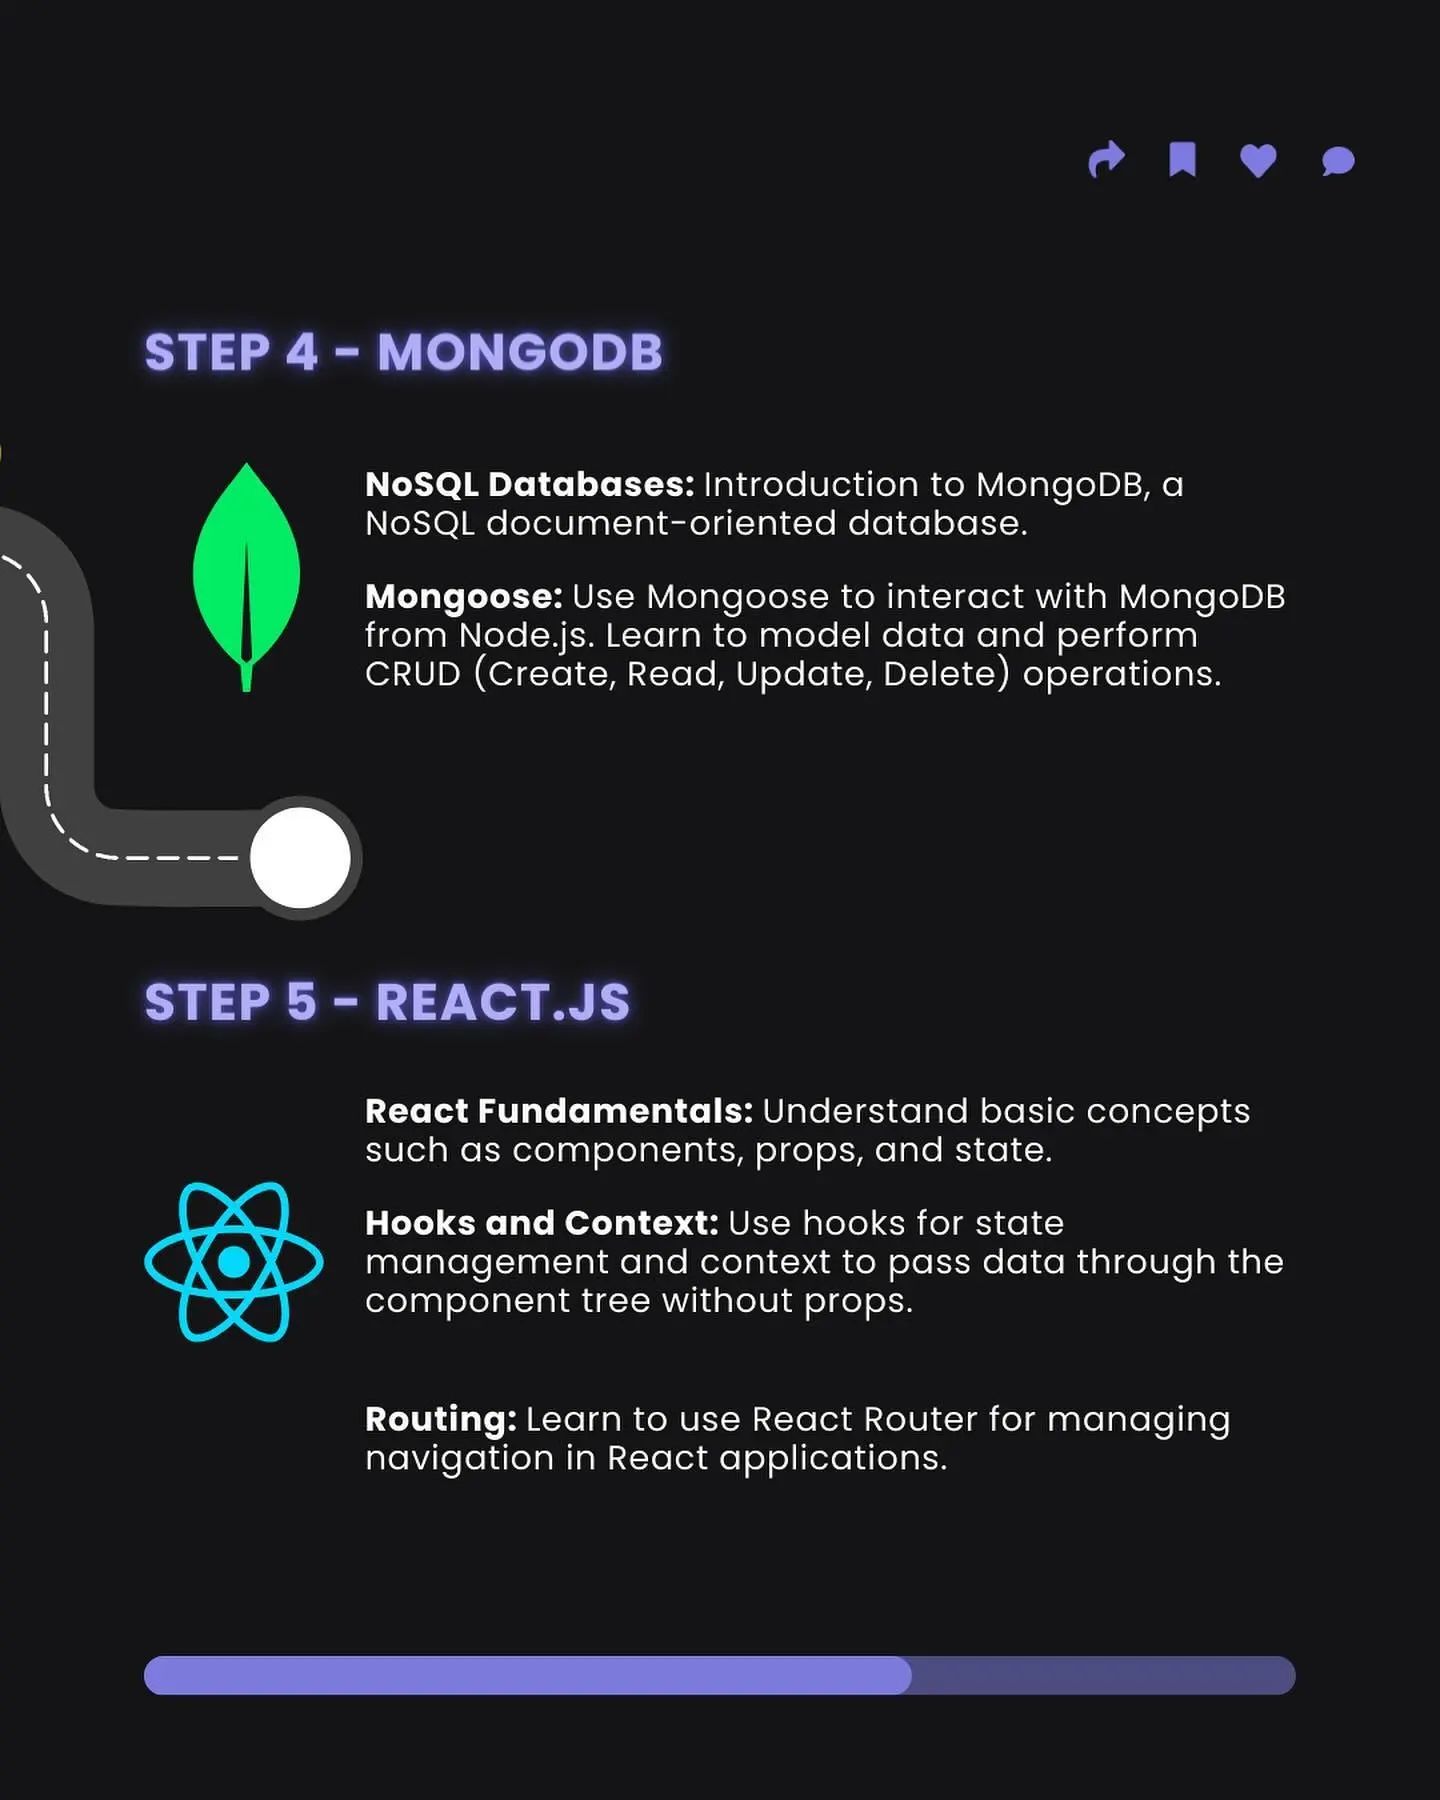 STEP 4 - MONGODB
NoSQL Databases: Introduction to MongoDB, a
NoSQL document-oriented database.
Mongoose: Use Mongoose to interact with MongoDB
from Node.js. Learn to model data and perform
CRUD (Create, Read, Update, Delete) operations.
STEP 5 - REACT.JS
React Fundamentals: Understand basic concepts
such as components, props, and state.
Hooks and Context: Use hooks for state
management and context to pass data through the
component tree without props.
Routing: Learn to use React Router for managing
navigation in React applications.